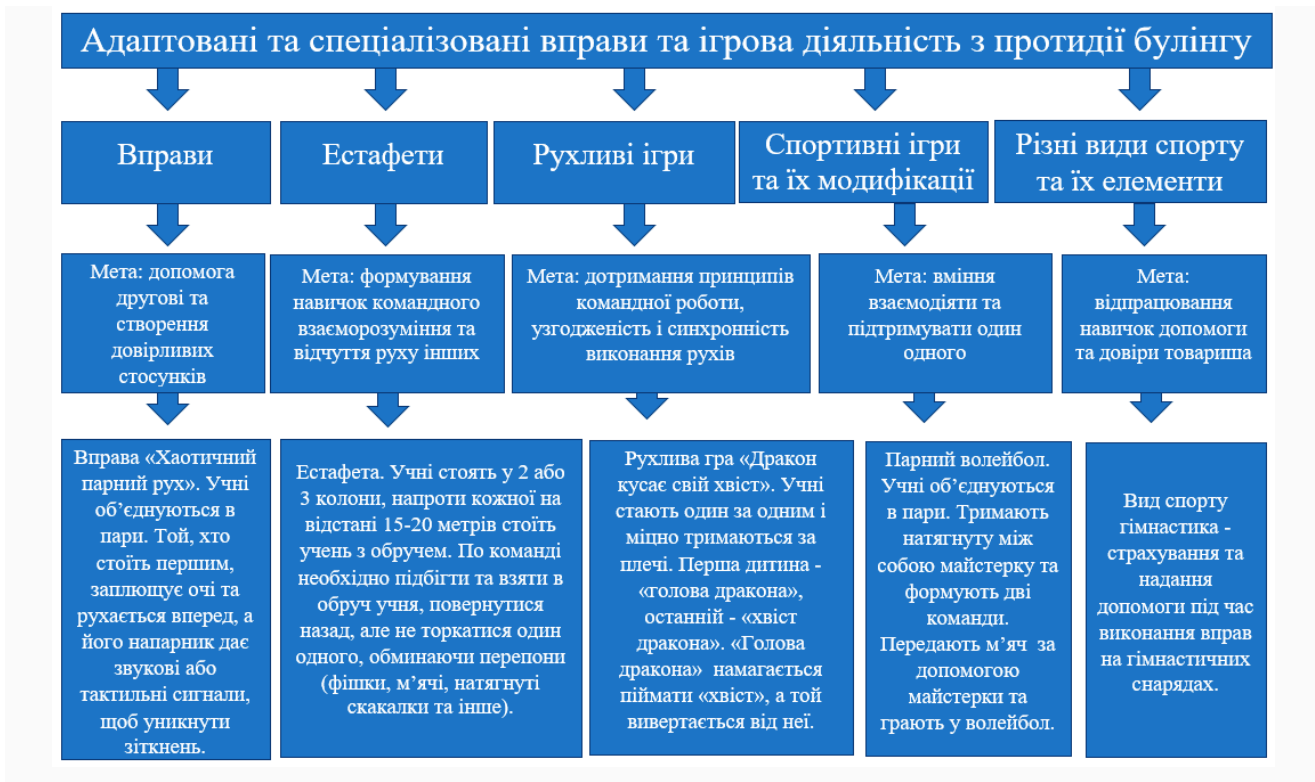 Адаптовані та спеціалізовані вправи та ігрова діяльність з протидії булінгу
Вправи
Естафети
Рухливі ігри
Спортивні ігри
та їх модифікації
Різні види спорту
та їх елементи
Мета: допомога
другові та
створення
довірливих
стосунків
Мета: формування
навичок командного
взаєморозуміння та
відчуття руху інших
Мета: дотримання принципів
командної роботи,
узгодженість і синхронність
виконання рухів
Мета: вміння
взаємодіяти та
підтримувати один
одного
Мета:
відпрацювання
навичок допомоги
та довіри товариша
Вправа «Хаотичний
парний рух». Учні
об’єднуються в
пари. Той, хто
стоїть першим,
заплющує очі та
рухається вперед, а
його напарник дає
звукові або
тактильні сигнали,
щоб уникнути
зіткнень.
Естафета. Учні стоять у 2 або
3 колони, напроти кожної на
відстані 15-20 метрів стоїть
учень з обручем. По команді
необхідно підбігти та взяти в
обруч учня, повернутися
назад, але не торкатися один
одного, обминаючи перепони
(фішки, м’ячі, натягнуті
скакалки та інше).
Рухлива гра «Дракон
кусає свій хвіст». Учні
стають один за одним і
міцно тримаються за
плечі. Перша дитина -
«голова дракона»,
останній - «хвіст
дракона». «Голова
дракона» намагається
піймати «хвіст», а той
вивертається від неї.
Парний волейбол.
Учні об’єднуються
в пари. Тримають
натягнуту між
собою майстерку та
формують дві
команди.
Передають м’яч за
допомогою
майстерки та
грають у волейбол.
Вид спорту
гімнастика -
страхування та
надання
допомоги під час
виконання вправ
на гімнастичних
снарядах.